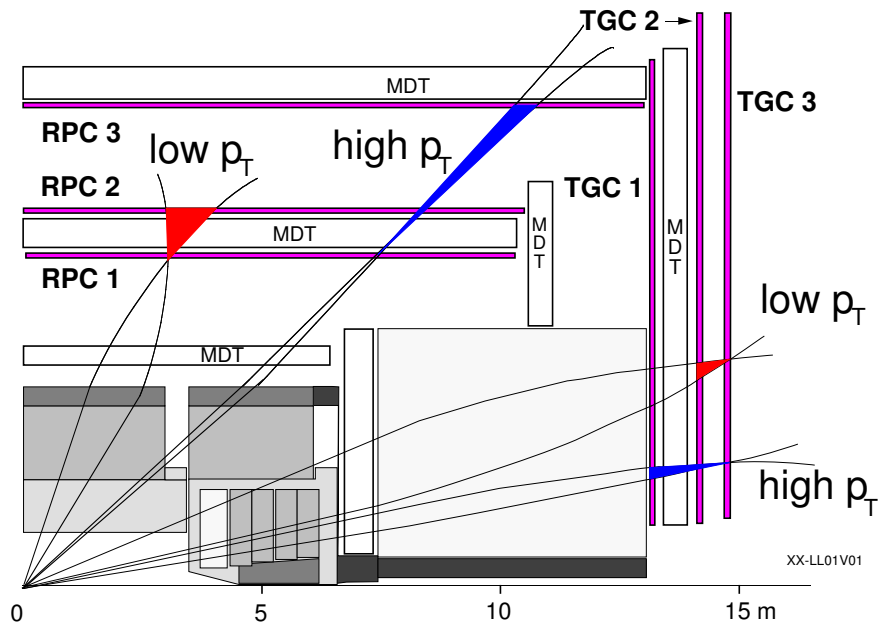 TGC 2
MDT
TGC 3
RPC 3
low pT
high pT
RPC 2
TGC 1
MDT
MDT
MDT
RPC 1
low pT
MDT
high pT
XX-LL01V01
0
5
10
15 m